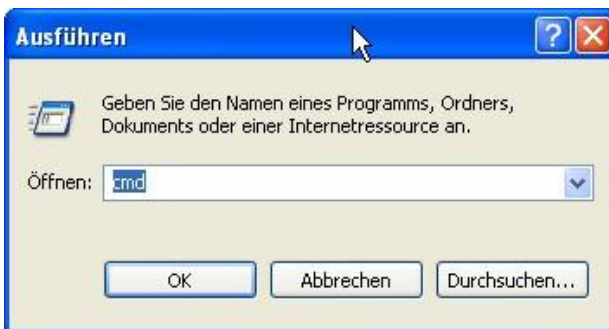 Ausführen
?
Geben Sie den Namen eines Programms, Ordners,
Dokuments oder einer Internetressource an.
Öffnen: cmd
OK Abbrechen Durchsuchen...